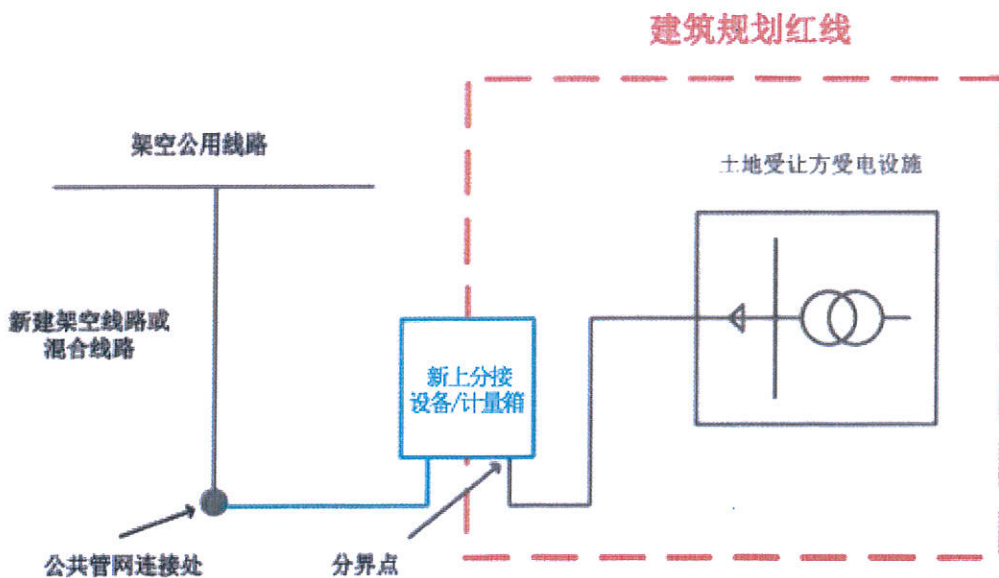 建筑规划红线
架空公用线路
土地受让方受电设施
新建架空线路或
混合线路
新上分接
设备/计量箱
公共管网连接处
分界点